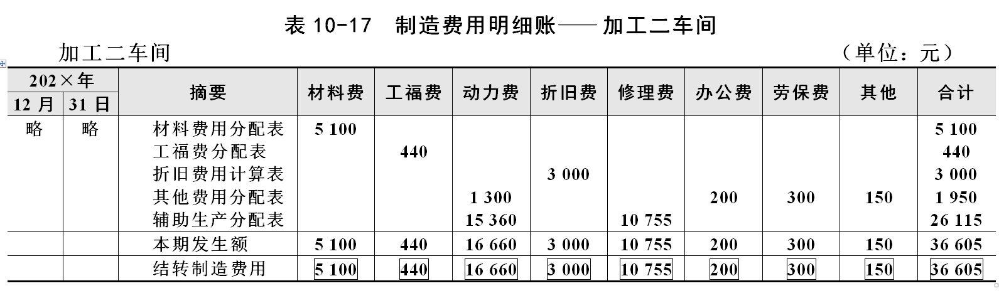 表 10-17 制造费用明细账——加工二车间
加工二车间 （单位：元）
202×年 摘要 材料费 工福费 动力费 折旧费 修理费 办公费 劳保费 其他 合计
12 月 31 日
略 略 材料费用分配表 5 100 5 100
工福费分配表 440 440
折旧费用计算表 3 000 3 000
其他费用分配表 1 300 200 300 150 1 950
辅助生产分配表 15 360 10 755 26 115
本期发生额 5 100 440 16 660 3 000 10 755 200 300 150 36 605
结转制造费用 5 100 440 16 660 3 000 10 755 200 300 150 36 605